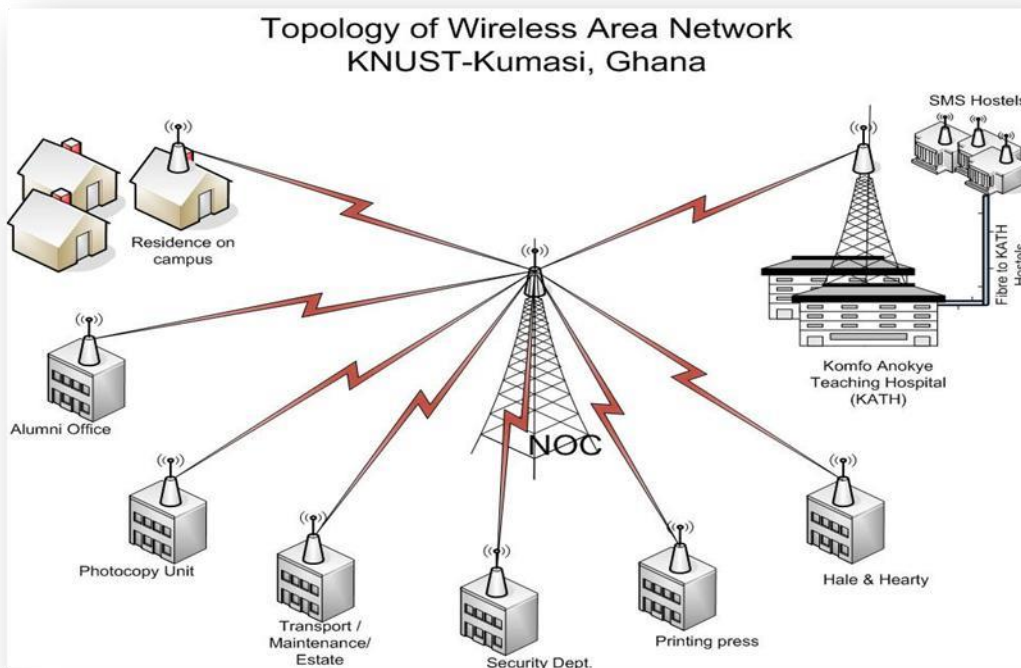 Topology of Wireless Area Network
KNUST-Kumasi, Ghana
SMS Hostels
Residence on
campus
Fibre to KATH
Hostels
Komfo Anokye
Teaching Hospital
(KATH)
Alumni Office
NOC
Photocopy Unit
Hale & Hearty
Transport /
Maintenance/
Estate
Printing press
Security Dept.